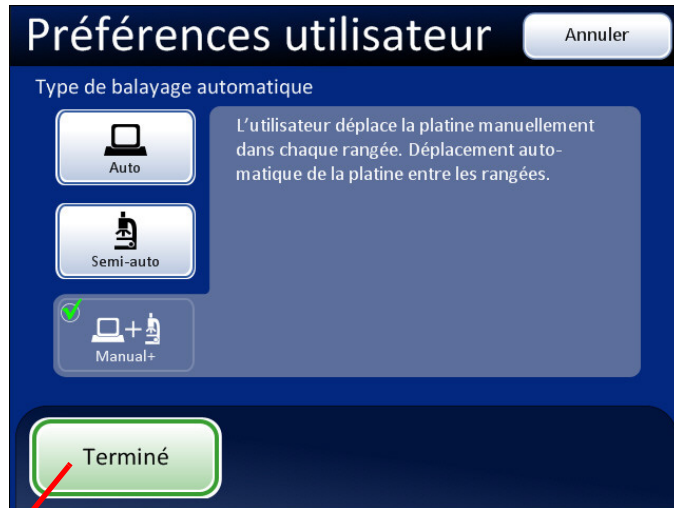 Préférences utilisateur
Annuler
Type de balayage automatique
Auto
L'utilisateur déplace la platine manuellement
dans chaque rangée. Déplacement auto-
matique de la platine entre les rangées.
Semi-auto
Manual+
Terminé